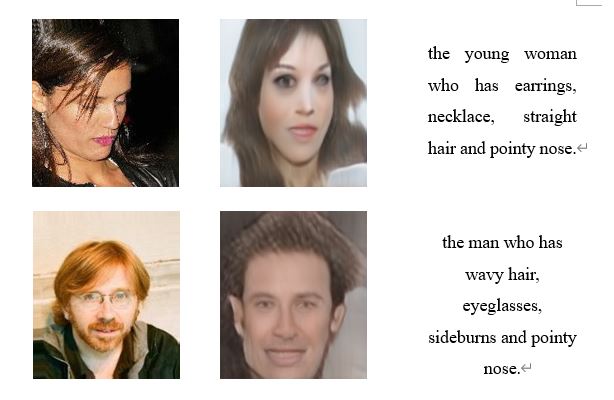 the young woman
who has earrings,
necklace, straight
hair and pointy nose.
the man who has
wavy hair,
eyeglasses,
sideburns and pointy
nose.